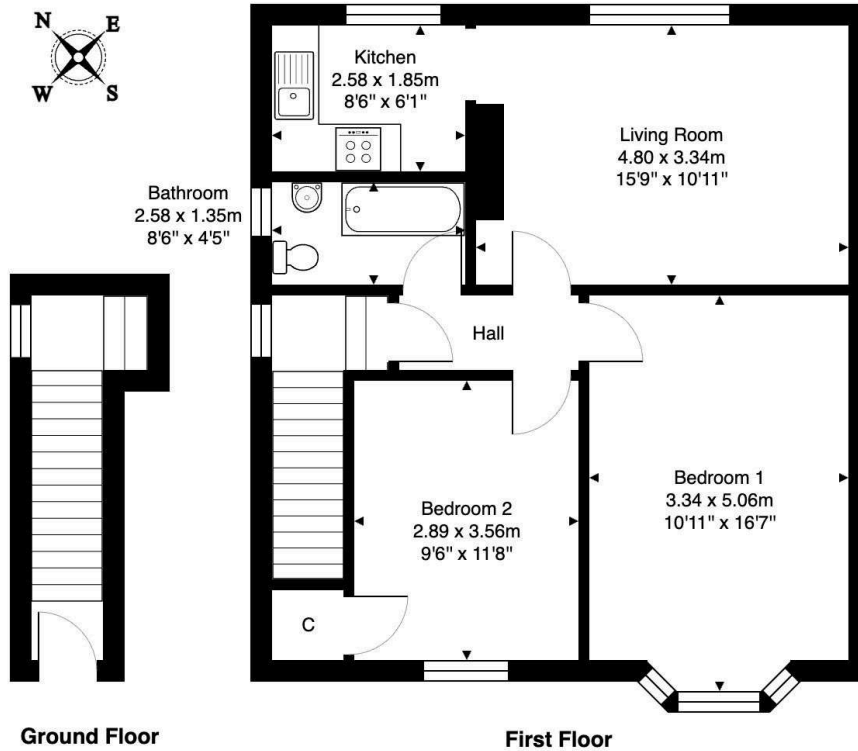 N
E
W
S
Kitchen
2.58 x 1.85m
8'6" x 6'1"
Living Room
4.80 x 3.34m
15'9" x 10'11"
Bathroom
2.58 x 1.35m
8'6" x 4'5"
Hall
Bedroom 1
3.34 x 5.06m
10'11" x 16'7"
Bedroom 2
2.89 x 3.56m
9'6" x 11'8"
C
Ground Floor
First Floor